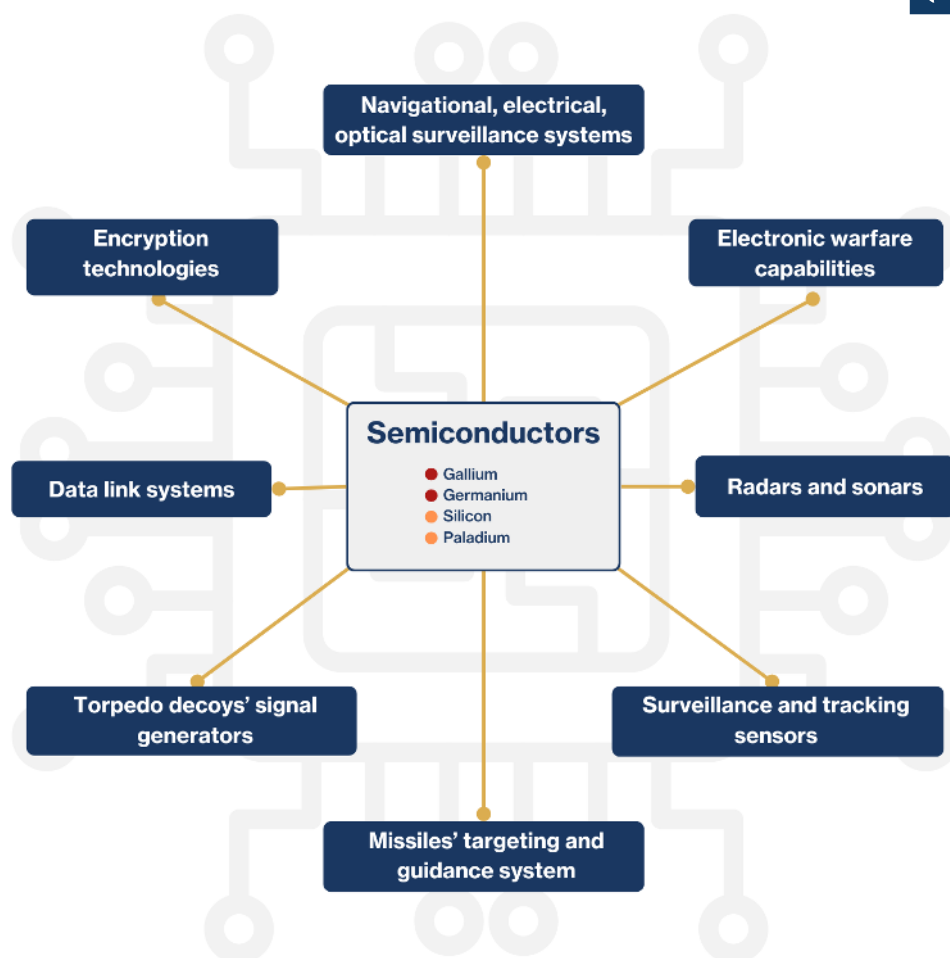 Navigational, electrical,
optical surveillance systems
Encryption
technologies
Electronic warfare
capabilities
Semiconductors
Gallium
Germanium
Silicon
Paladium
Data link systems
Radars and sonars
Torpedo decoys’ signal
generators
Surveillance and tracking
sensors
Missiles’ targeting and
guidance system